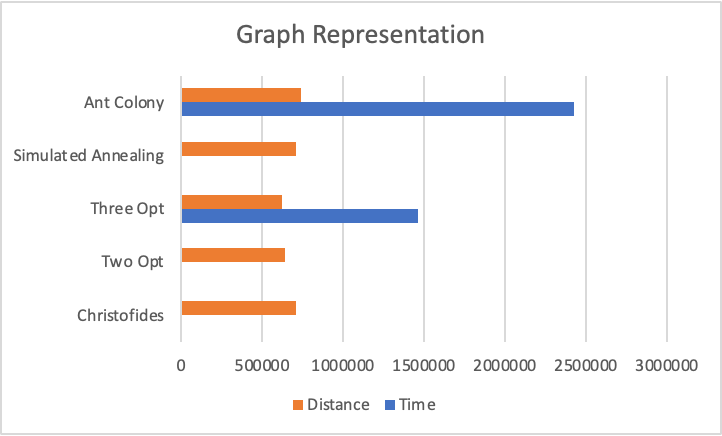 Graph Representation
Ant Colony
Simulated Annealing
Three Opt
Two Opt
Christofides
0 500000 1000000 1500000 2000000 2500000 3000000
Distance Time